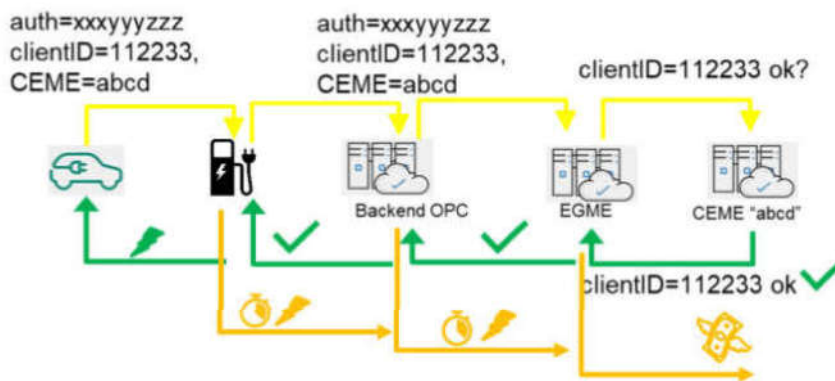 auth=xxxyyyzzz
clientID=112233,
CEME=abcd
auth=xxxyyyzzz
clientID=112233,
CEME=abcd
clientID=112233 ok?
Backend OPC
EGME
CEME “abcd”
clientID=112233 ok